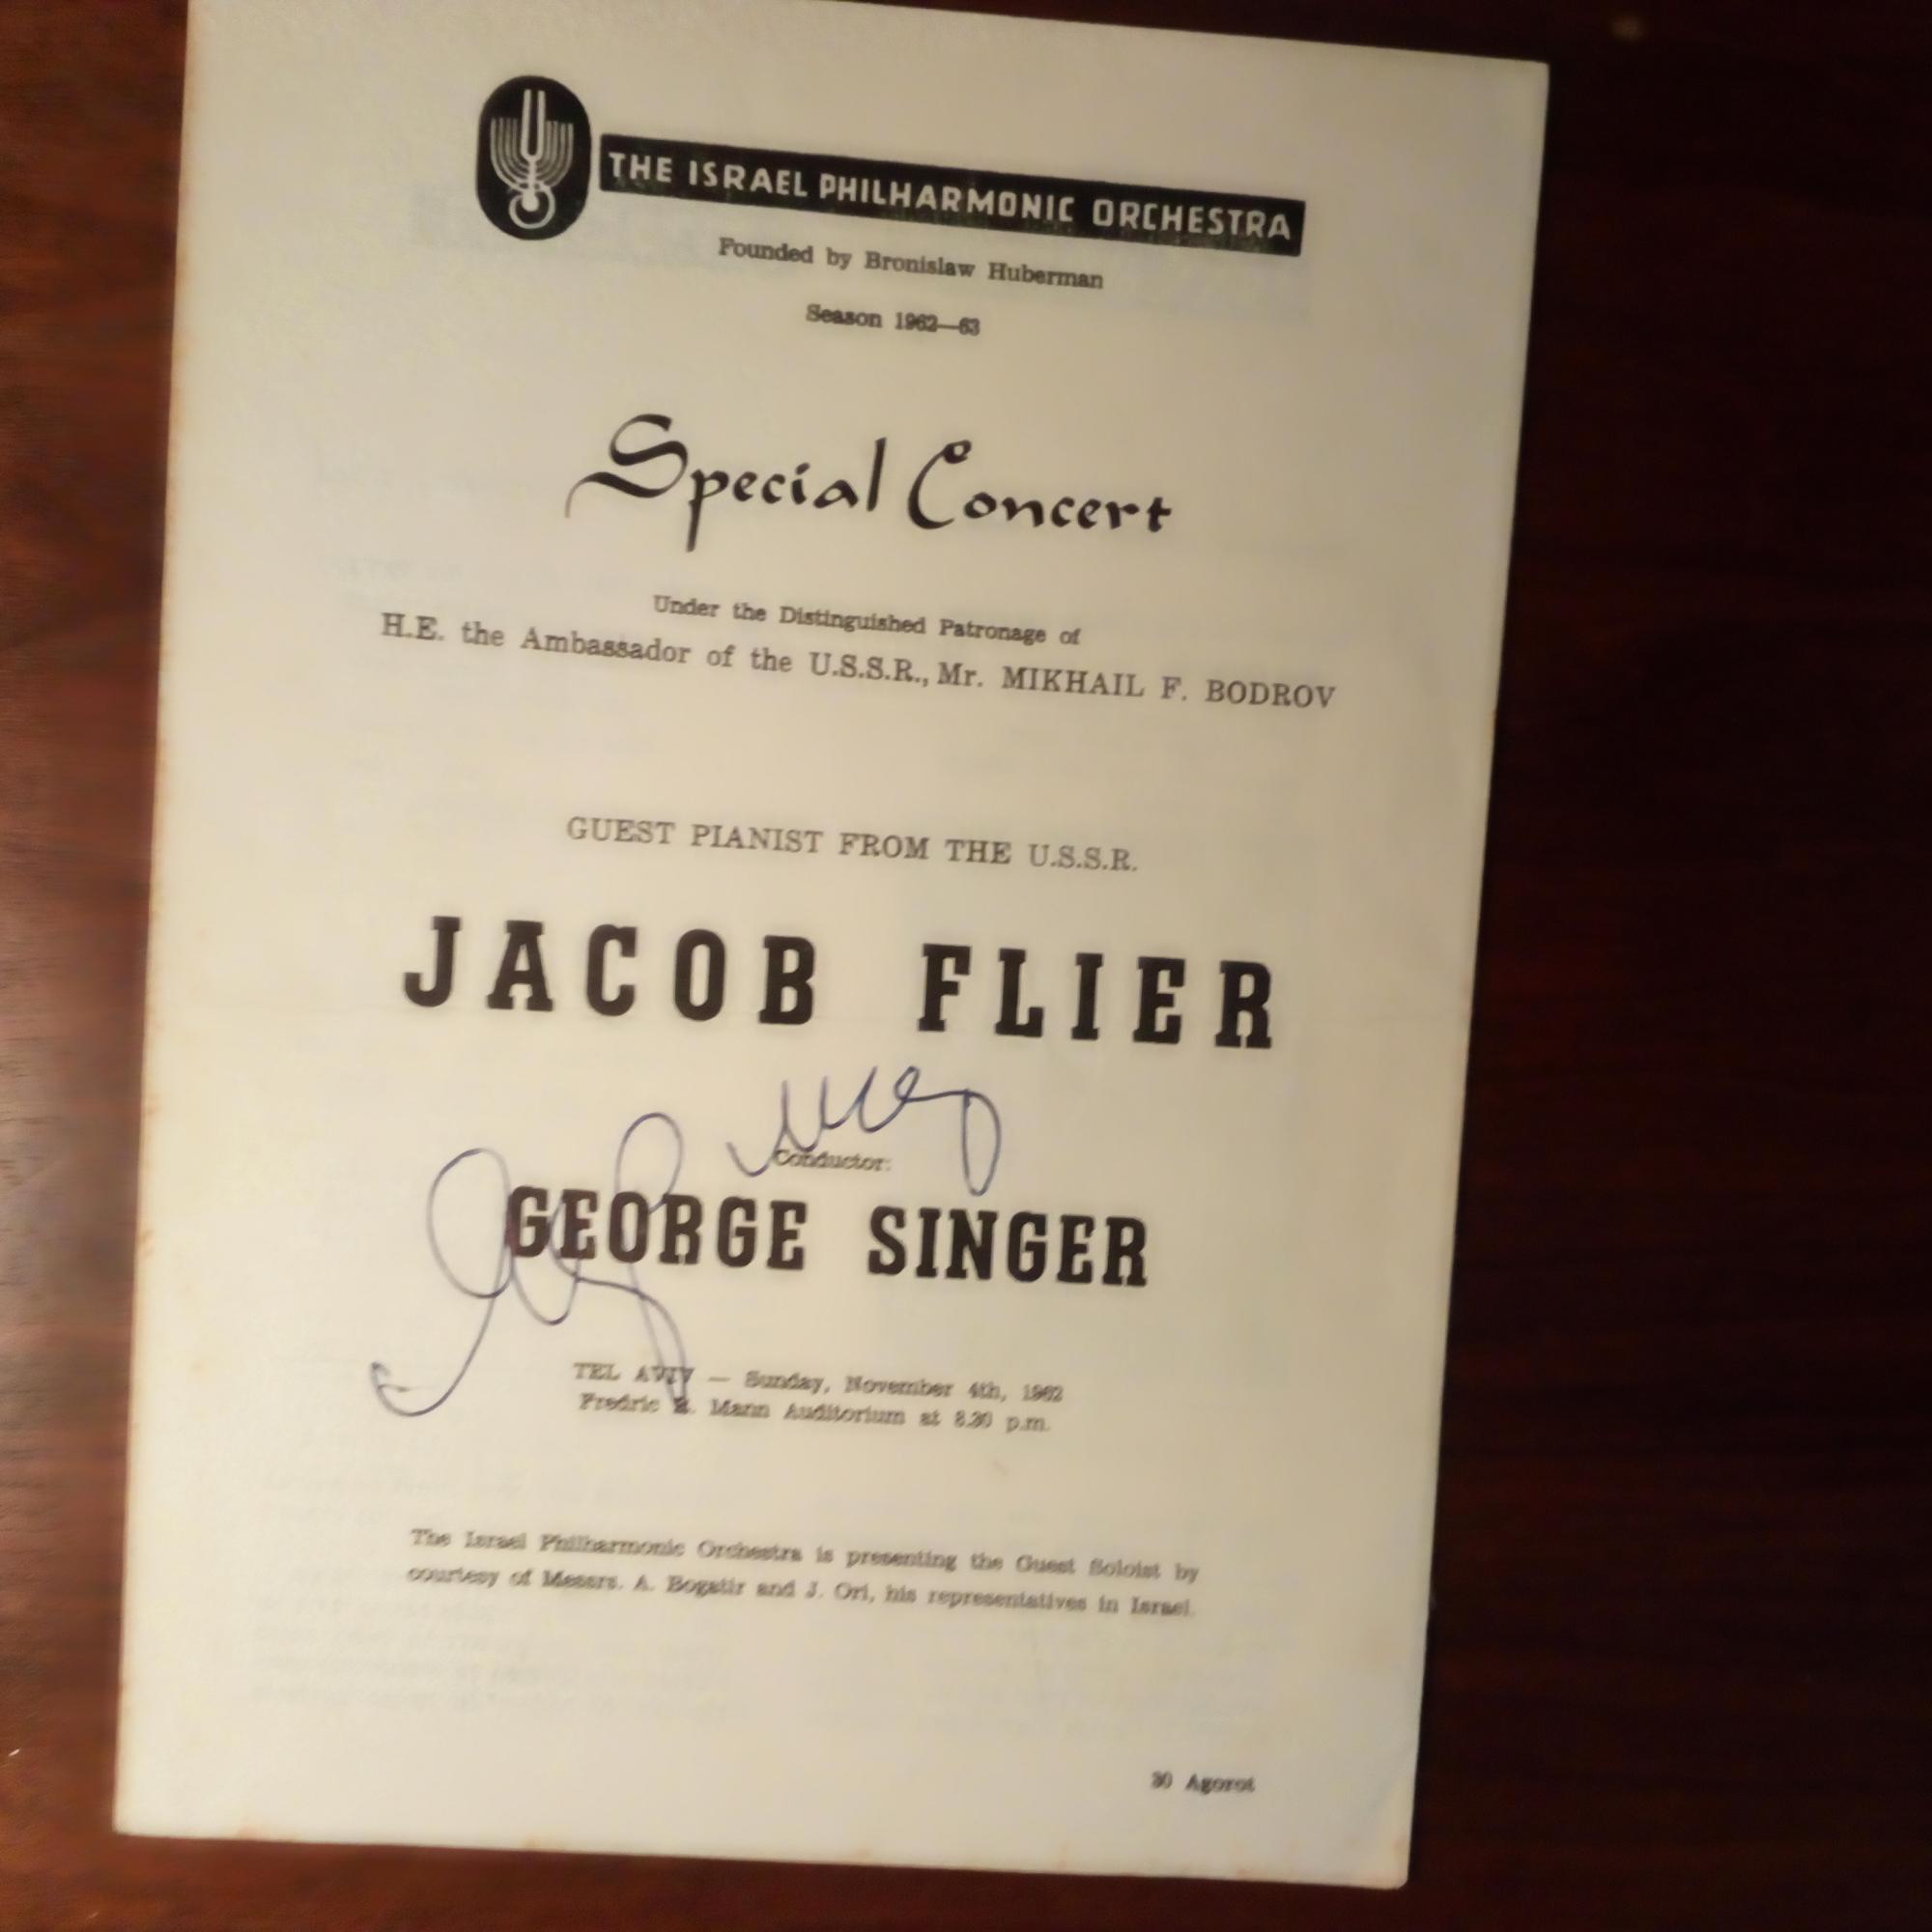 THE ISRAEL PHILHARMONIC ORCHESTRA
Founded by Bronislaw Huberman
Season 1962—63
Special Concert
Under the Distinguished Patronage of
H.E. the Ambassador of the U.S.S.R., Mr. MIKHAIL F. BODROV
GUEST PIANIST FROM THE U.S.S.R.
JACOB FLIER
Conductor:
GEORGE SINGER
TEL AVIV — Sunday, November 4th, 1962
Fredric R. Mann Auditorium at 8.30 p.m.
The Israel Philharmonic Orchestra is presenting the Guest Soloist by
courtesy of Messrs. A. Bogatir and J. Ori, his representatives in Israel.
30 Agorot